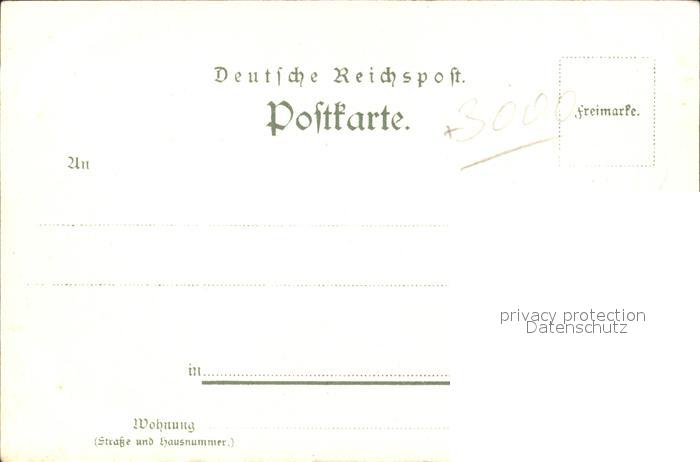 Deutſche Reichspoſt.
Poſtkarte.
+3000
Freimarke.
An
privacy protection
Datenschutz
in
Wohnung
(Straße und Hausnummer.)